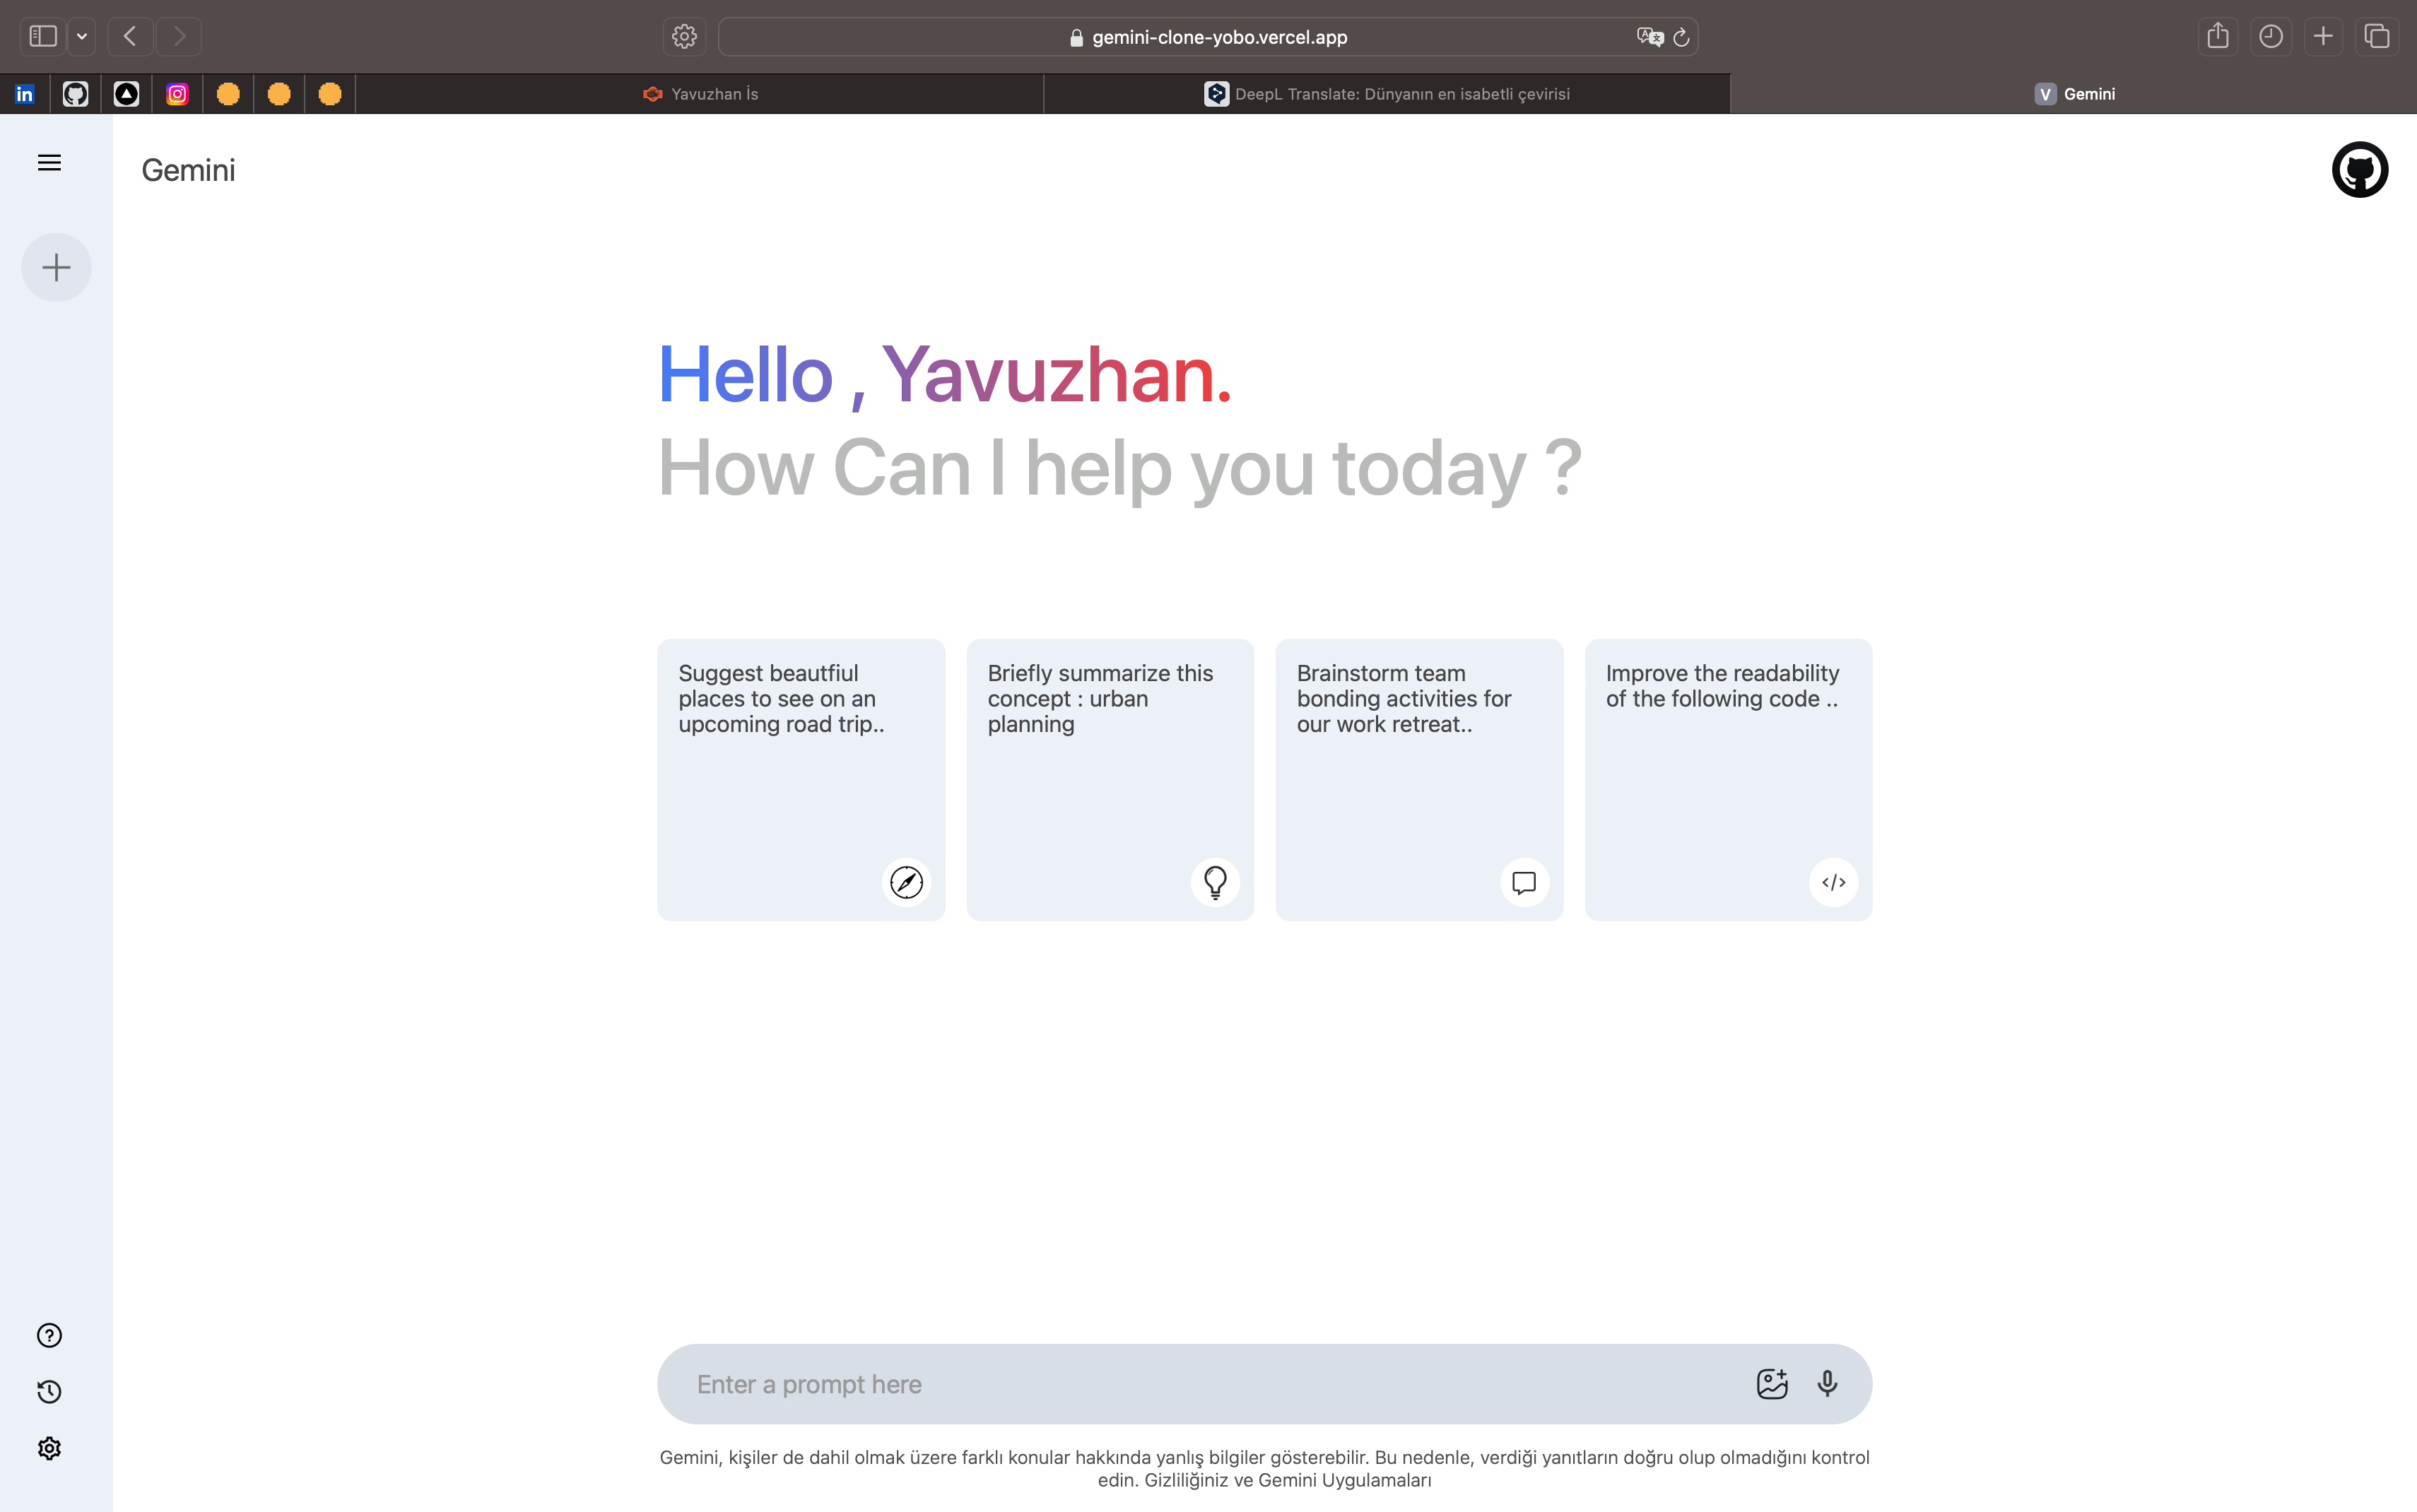 gemini-clone-yobo.vercel.app
in
Yavuzhan İs
DeepL Translate: Dünyanın en isabetli çevirisi
V Gemini
Gemini
Hello , Yavuzhan.
How Can I help you today ?
Suggest beautfiul
places to see on an
upcoming road trip..
Briefly summarize this
concept : urban
planning
Brainstorm team
bonding activities for
our work retreat..
Improve the readability
of the following code ..
Enter a prompt here
Gemini, kişiler de dahil olmak üzere farklı konular hakkında yanlış bilgiler gösterebilir. Bu nedenle, verdiği yanıtların doğru olup olmadığını kontrol
edin. Gizliliğiniz ve Gemini Uygulamaları